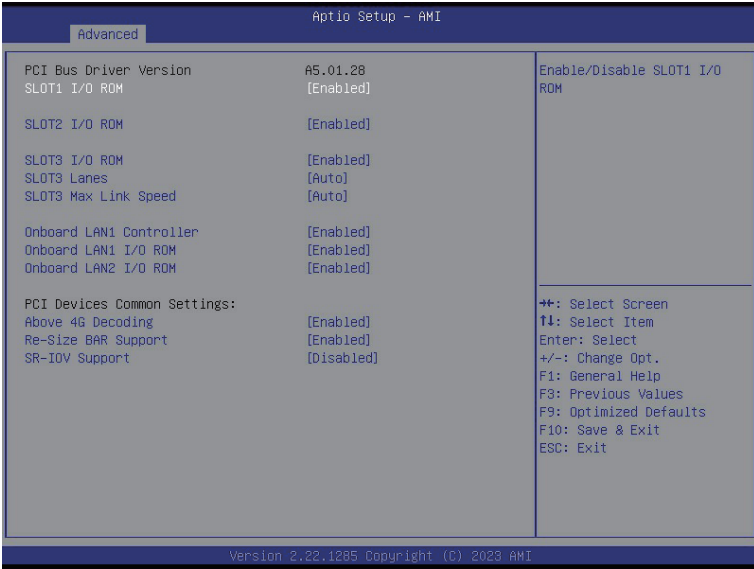 Aptio Setup – AMI
Advanced
PCI Bus Driver Version A5.01.28
SLOT1 I/O ROM [Enabled]
SLOT2 I/O ROM [Enabled]
SLOT3 I/O ROM [Enabled]
SLOT3 Lanes [Auto]
SLOT3 Max Link Speed [Auto]
Onboard LAN1 Controller [Enabled]
Onboard LAN1 I/O ROM [Enabled]
Onboard LAN2 I/O ROM [Enabled]
PCI Devices Common Settings:
Above 4G Decoding [Enabled]
Re-Size BAR Support [Enabled]
SR-IOV Support [Disabled]
Enable/Disable SLOT1 I/O
ROM
→←: Select Screen
↑↓: Select Item
Enter: Select
+/-: Change Opt.
F1: General Help
F3: Previous Values
F9: Optimized Defaults
F10: Save & Exit
ESC: Exit
Version 2.22.1285 Copyright (C) 2023 AMI